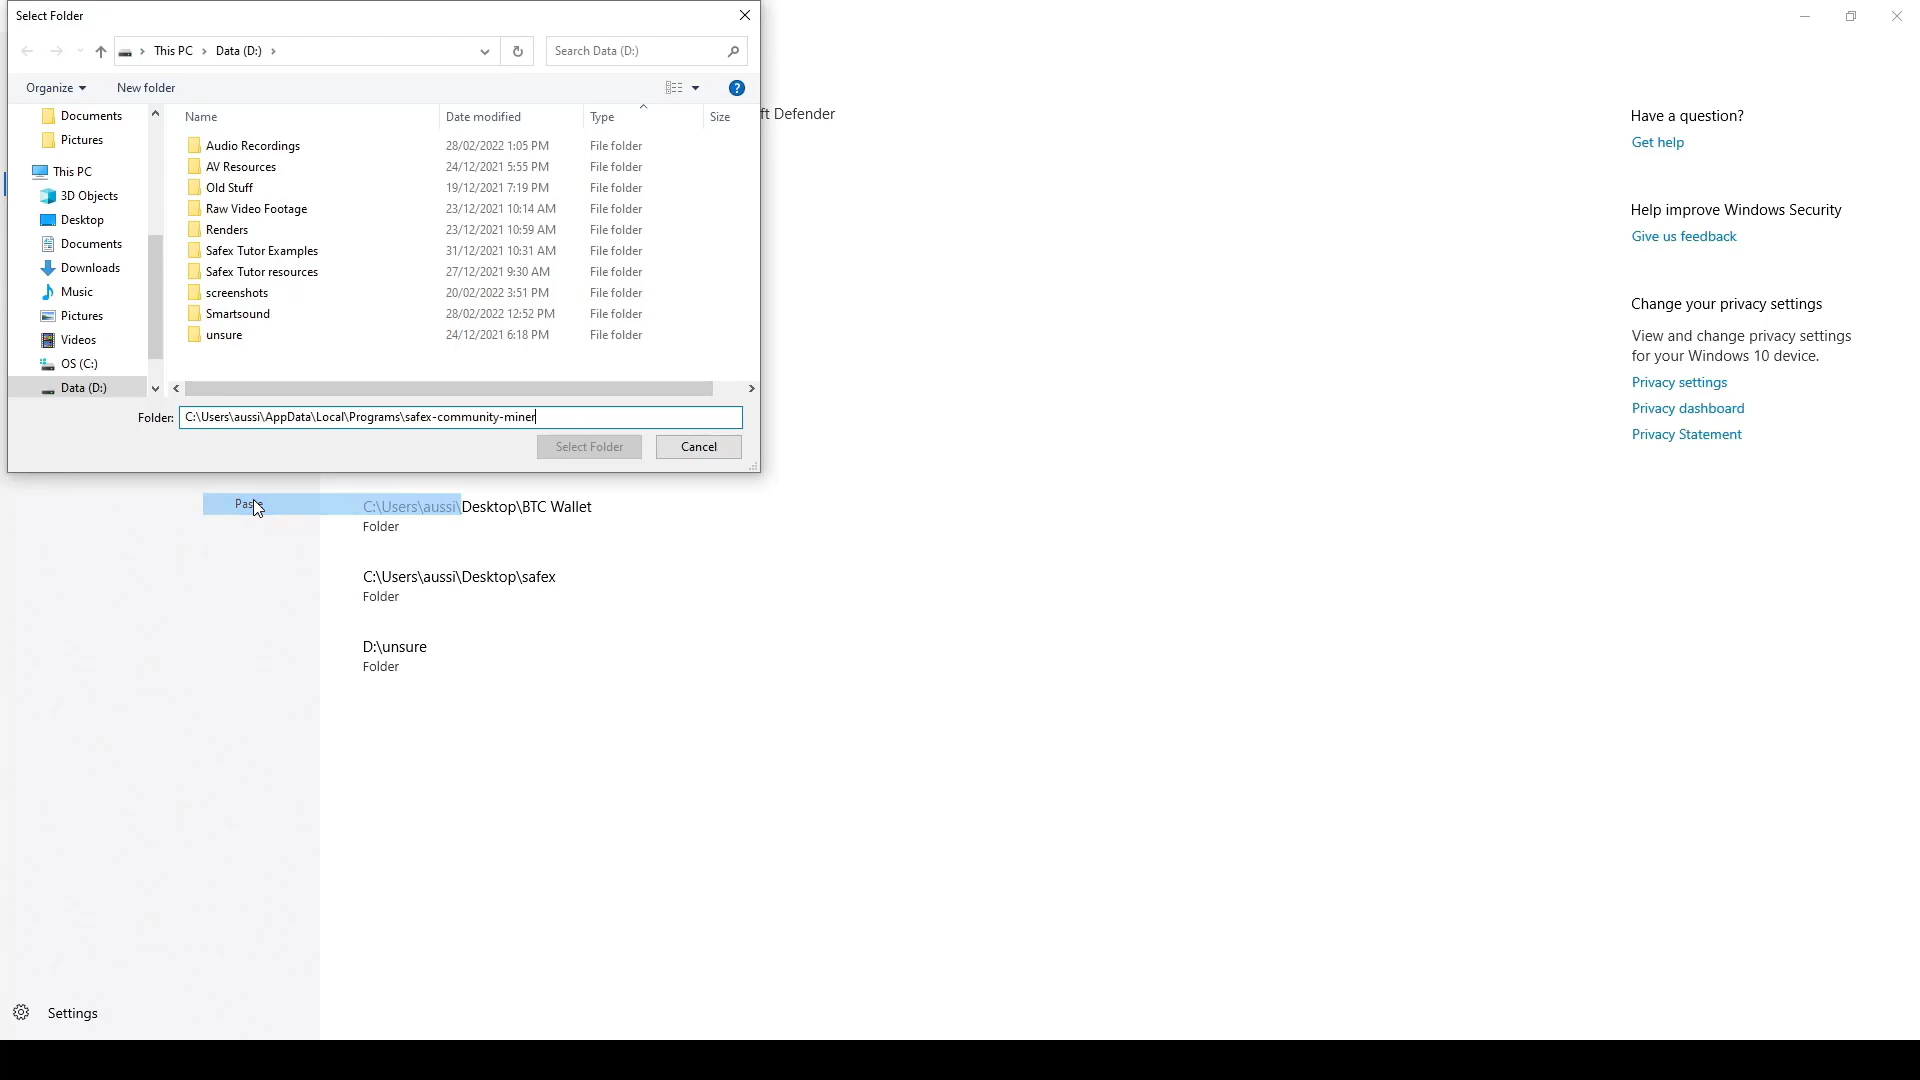 Select Folder
This PC
Data (D:)
Search Data (D:)
Organize
New folder
?
Documents
Pictures
This PC
3D Objects
Desktop
Documents
Downloads
Music
Pictures
Videos
OS (C:)
Data (D:)
Name Date modified Type Size
Audio Recordings 28/02/2022 1:05 PM File folder
AV Resources 24/12/2021 5:55 PM File folder
Old Stuff 19/12/2021 7:19 PM File folder
Raw Video Footage 23/12/2021 10:14 AM File folder
Renders 23/12/2021 10:59 AM File folder
Safex Tutor Examples 31/12/2021 10:31 AM File folder
Safex Tutor resources 27/12/2021 9:30 AM File folder
screenshots 20/02/2022 3:51 PM File folder
Smartsound 28/02/2022 12:52 PM File folder
unsure 24/12/2021 6:18 PM File folder
Folder: C:\Users\aussi\AppData\Local\Programs\safex-community-miner
Select Folder
Cancel
ft Defender
Paste
C:\Users\aussi\Desktop\BTC Wallet
Folder
C:\Users\aussi\Desktop\safex
Folder
D:\unsure
Folder
Settings
Have a question?
Get help
Help improve Windows Security
Give us feedback
Change your privacy settings
View and change privacy settings
for your Windows 10 device.
Privacy settings
Privacy dashboard
Privacy Statement